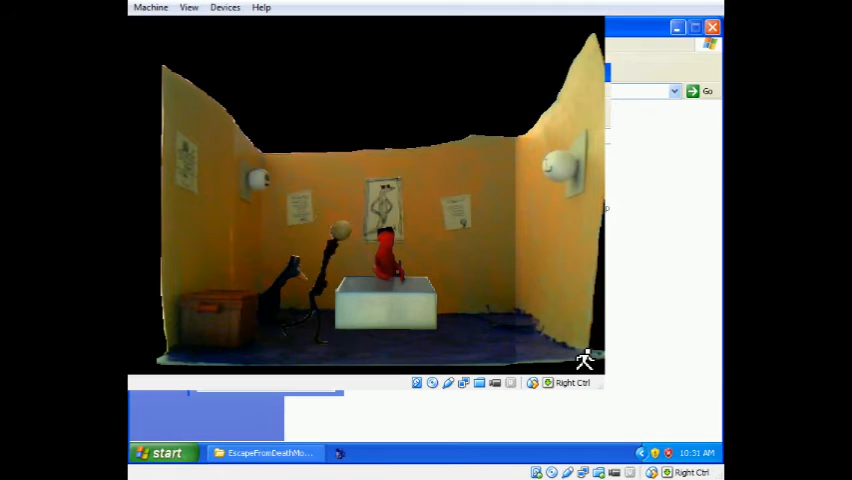 Machine View Devices Help
Go
Right Ctrl
start
EscapeFromDeathMo...
10:31 AM
Right Ctrl